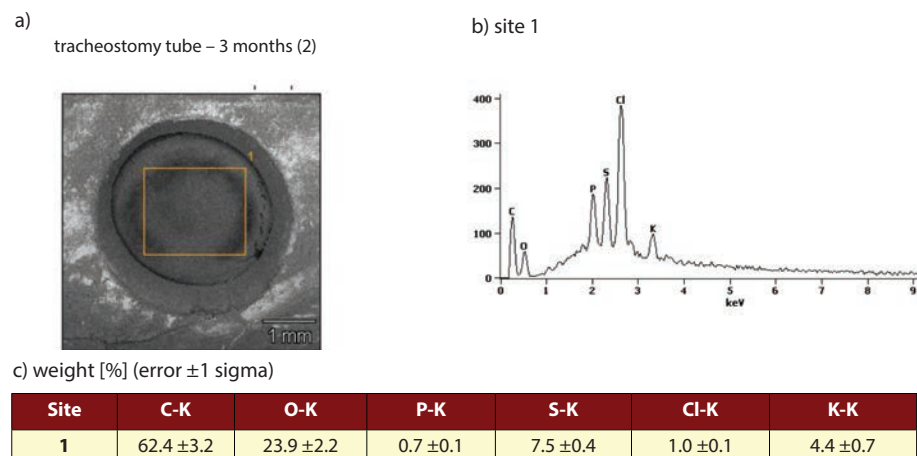 a)
tracheostomy tube – 3 months (2)
1
1 mm
b) site 1
400
300
200
100
0
C
O
P
S
Cl
K
0 1 2 3 4 5 6 7 8 9
keV
c) weight [%] (error ±1 sigma)
Site C-K O-K P-K S-K Cl-K K-K
1 62.4 ±3.2 23.9 ±2.2 0.7 ±0.1 7.5 ±0.4 1.0 ±0.1 4.4 ±0.7